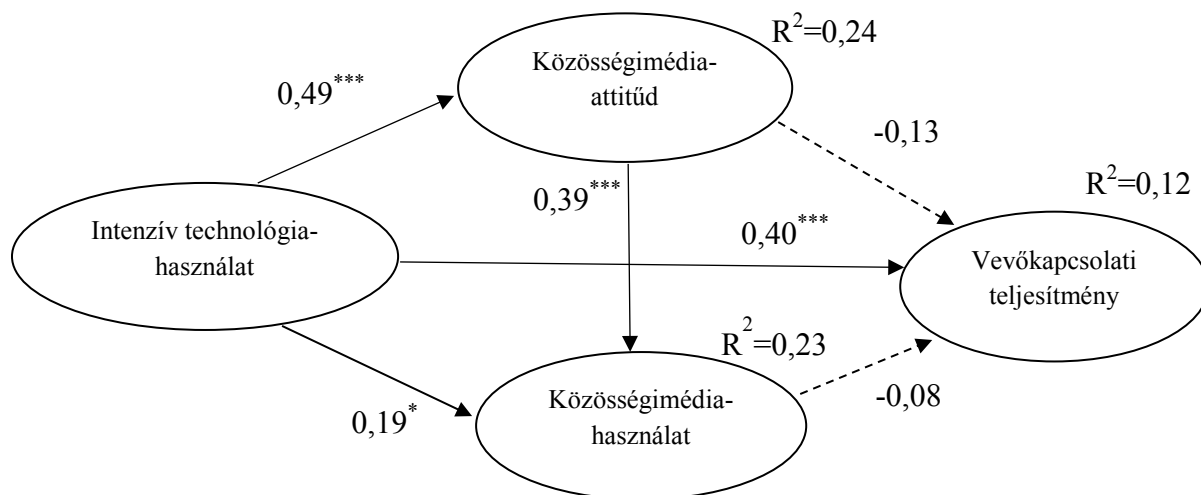 R²=0,24
Közösségimédia-
attitűd
0,49***
-0,13
R²=0,12
0,39***
Intenzív technológia-
használat
0,40***
Vevőkapcsolati
teljesítmény
R²=0,23
Közösségimédia-
használat
-0,08
0,19*